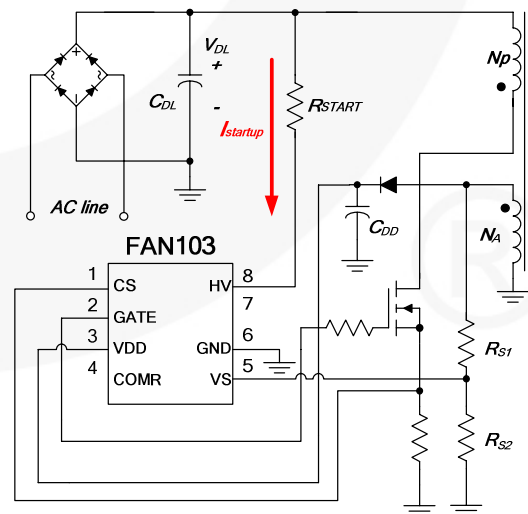 VDL
+
CDL
-
Istartup
RSTART
NP
AC line
CDD
NA
FAN103
1 CS HV 8
2 GATE 7
3 VDD GND 6
4 COMR VS 5
RS1
RS2
+
-
~
~
®